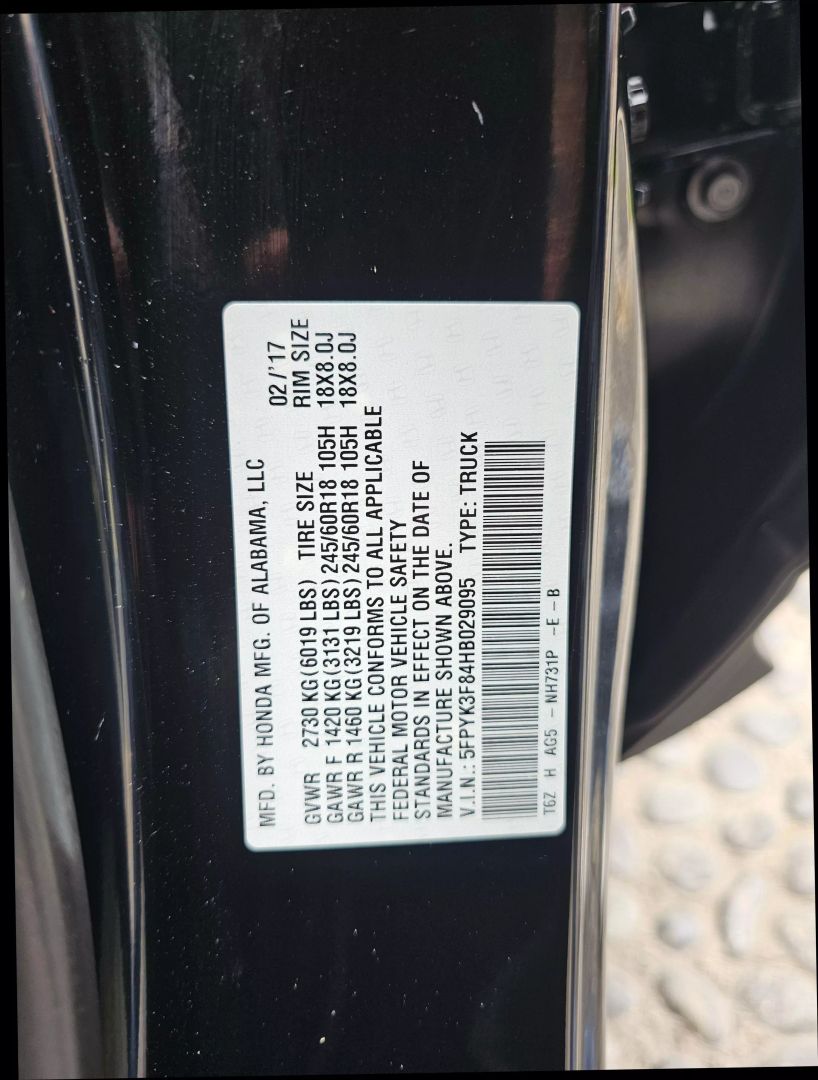 MFD. BY HONDA MFG. OF ALABAMA, LLC
02/'17
GVWR 2730 KG(6019 LBS) TIRE SIZE RIM SIZE
GAWR F 1420 KG(3131 LBS) 245/60R18 105H 18X8.0J
GAWR R 1460 KG(3219 LBS) 245/60R18 105H 18X8.0J
THIS VEHICLE CONFORMS TO ALL APPLICABLE
FEDERAL MOTOR VEHICLE SAFETY
STANDARDS IN EFFECT ON THE DATE OF
MANUFACTURE SHOWN ABOVE.
V.I.N.: 5FPYK3F84HB029095 TYPE: TRUCK
T6Z H AG5 - NH731P -E-B